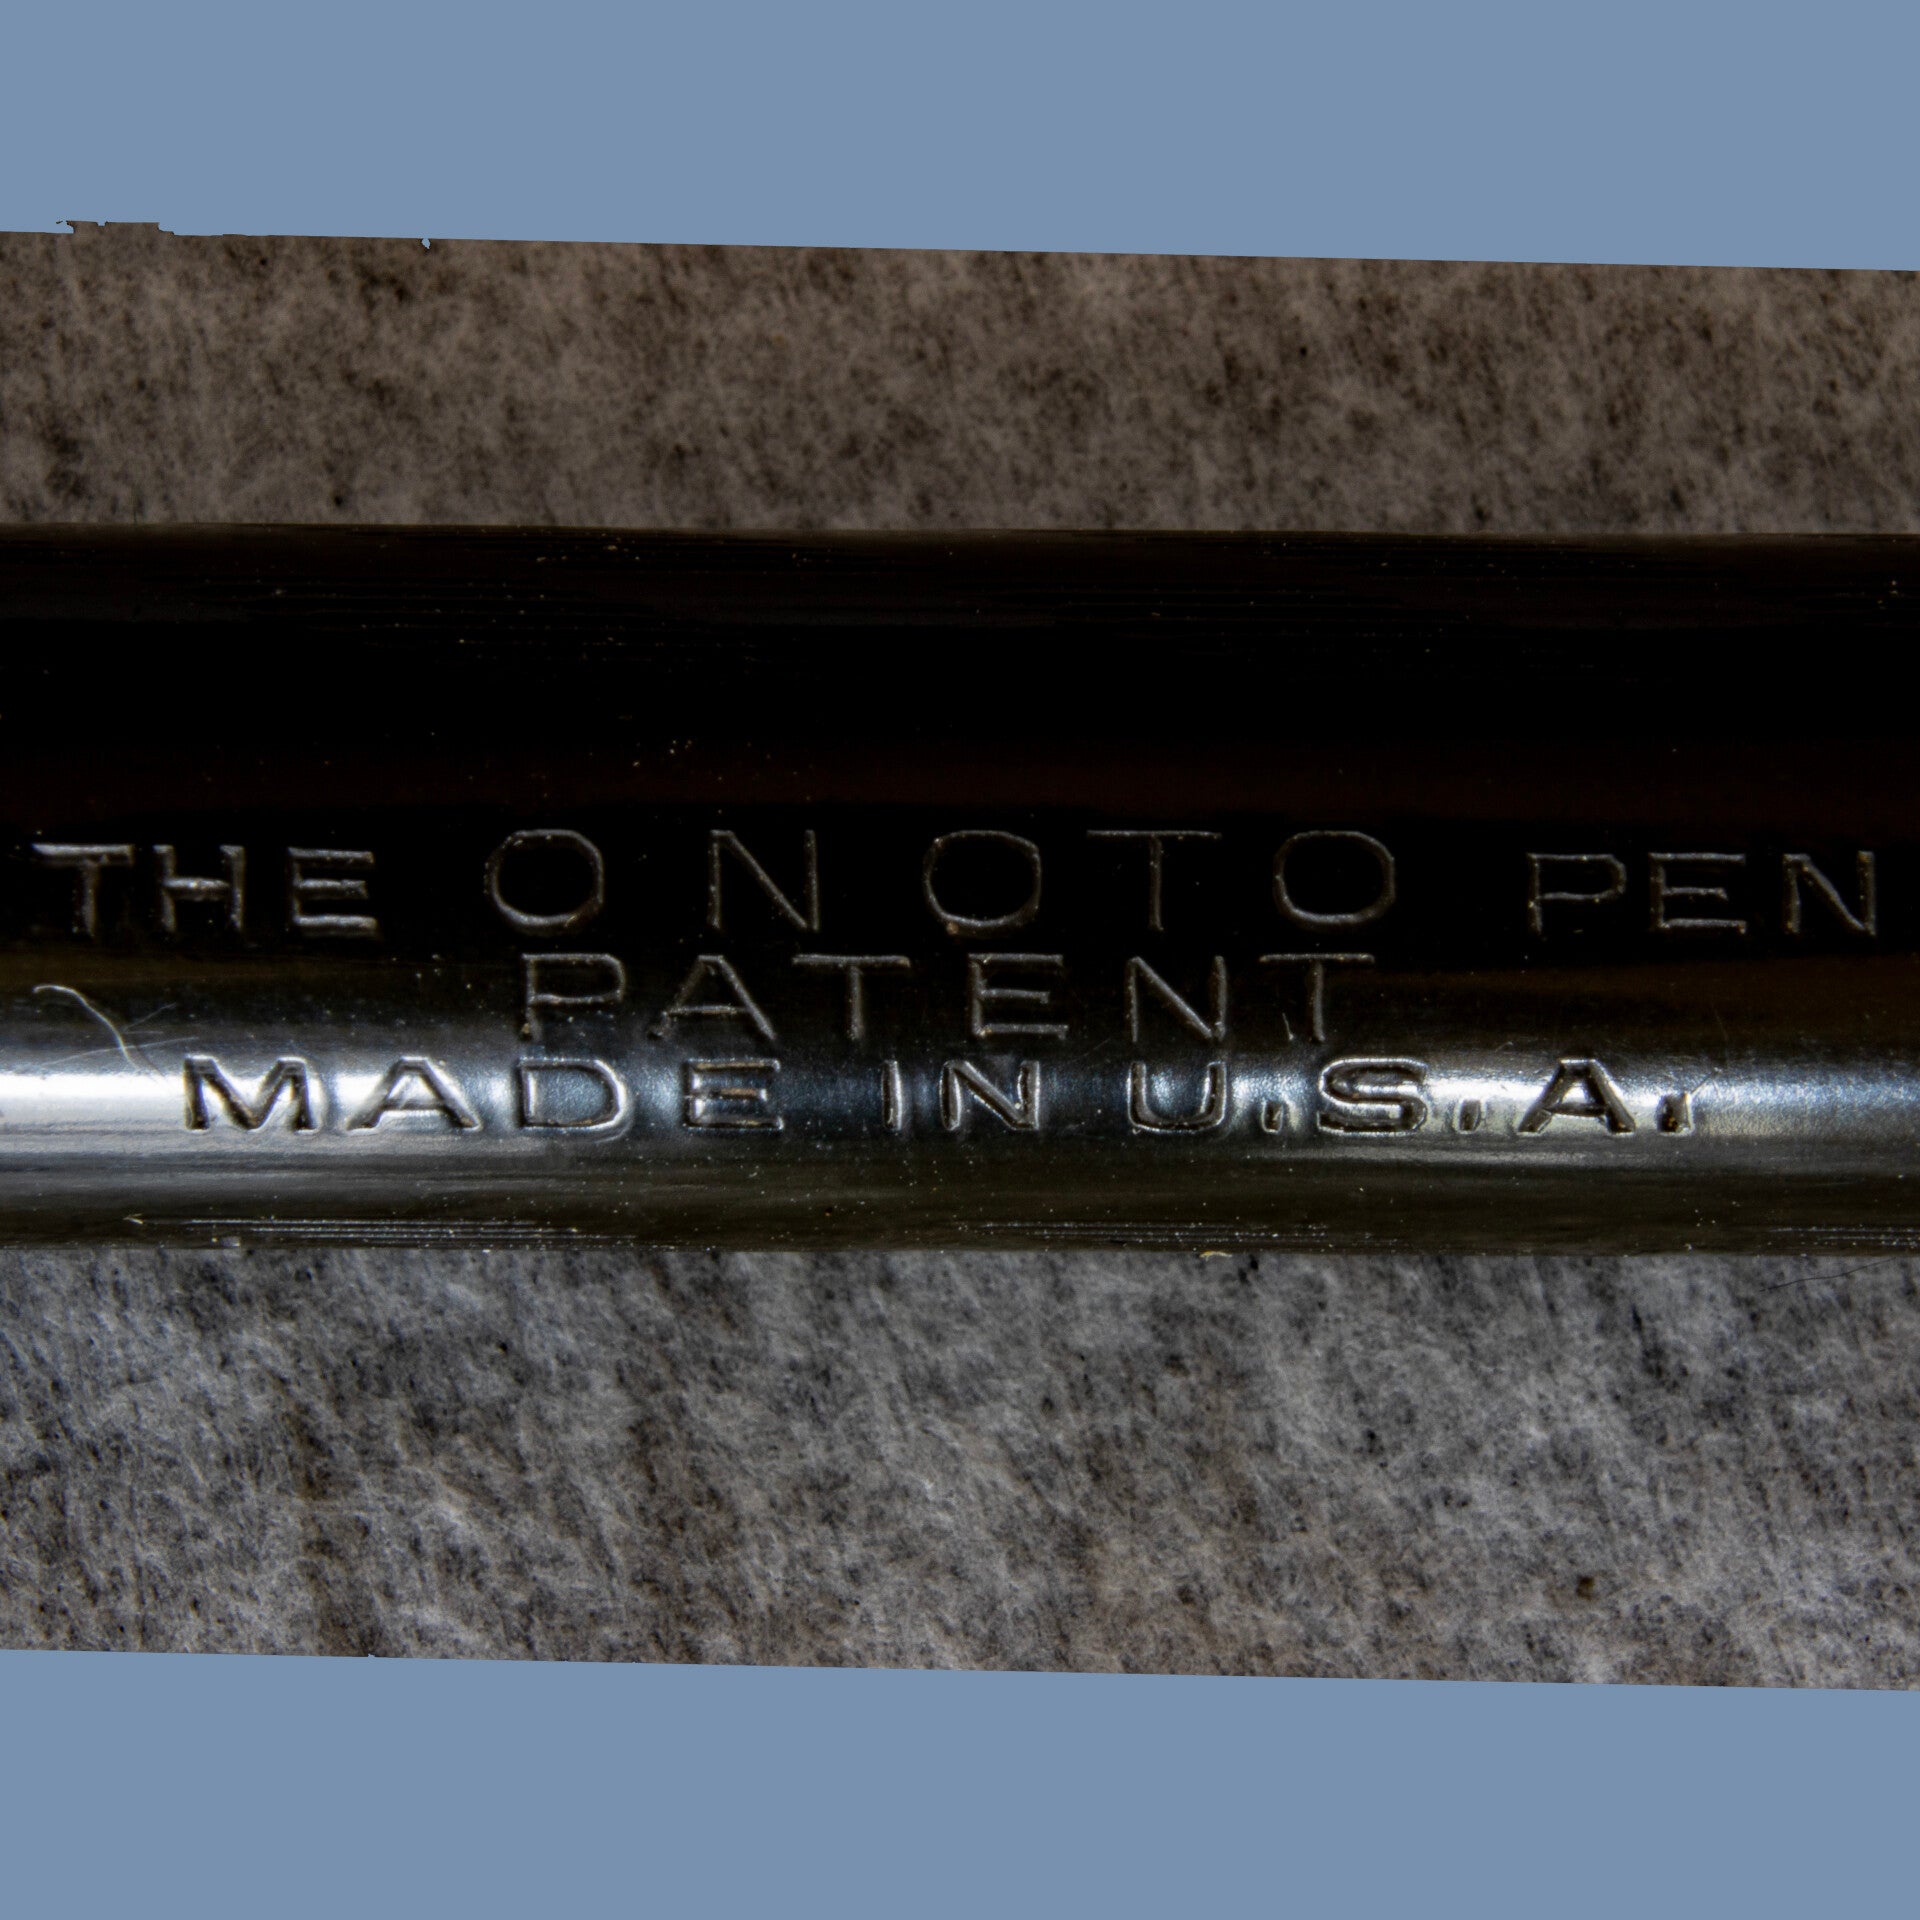 THE ONOTO PEN
PATENT
MADE IN U.S.A.